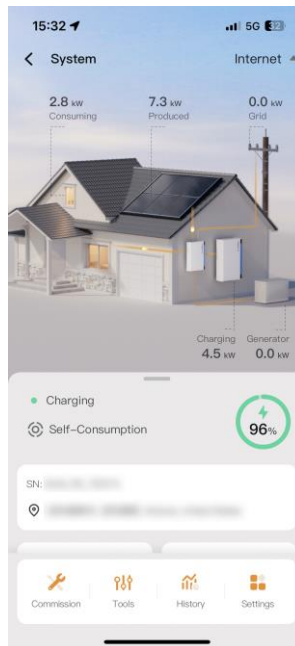 15:32 5G 32
System Internet
2.8 kW 7.3 kW 0.0 kW
Consuming Produced Grid
Charging Generator
4.5 kW 0.0 kW
Charging
Self-Consumption
96%
SN:
Commission Tools History Settings